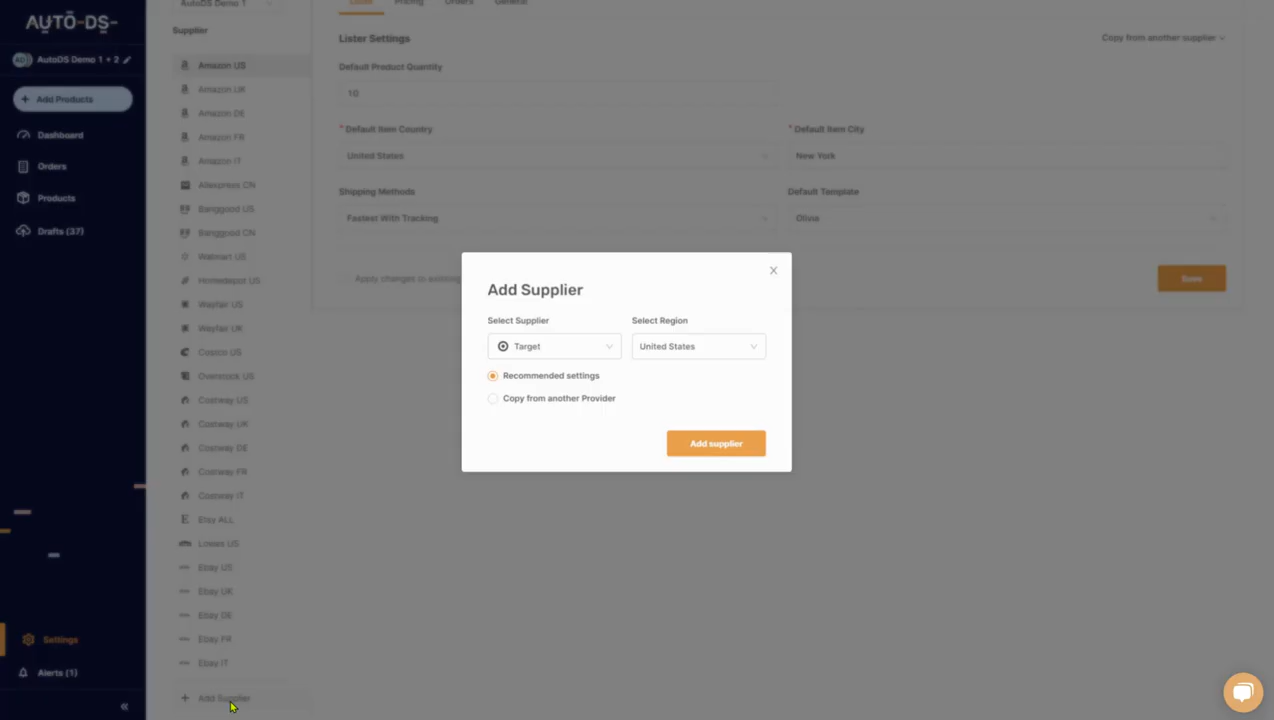 AUTO-DS-
AutoDS Demo 1 + 2
+ Add Products
Dashboard
Orders
Products
Drafts (37)
Settings
Alerts (1)
«
AutoDS Demo 1
Supplier
Amazon US
Amazon UK
Amazon DE
Amazon FR
Amazon IT
Aliexpress CN
Banggood US
Banggood CN
Walmart US
Homedepot US
Wayfair US
Wayfair UK
Costco US
Overstock US
Costway US
Costway UK
Costway DE
Costway FR
Costway IT
Etsy ALL
Lowes US
Ebay US
Ebay UK
Ebay DE
Ebay FR
Ebay IT
+ Add Supplier
Pricing
Orders
General
Lister Settings
Copy from another supplier
Default Product Quantity
10
* Default Item Country
* Default Item City
United States
New York
Shipping Methods
Default Template
Fastest With Tracking
Olivia
Apply changes to existing
Save
Add Supplier
Select Supplier
Select Region
Target
United States
Recommended settings
Copy from another Provider
Add supplier